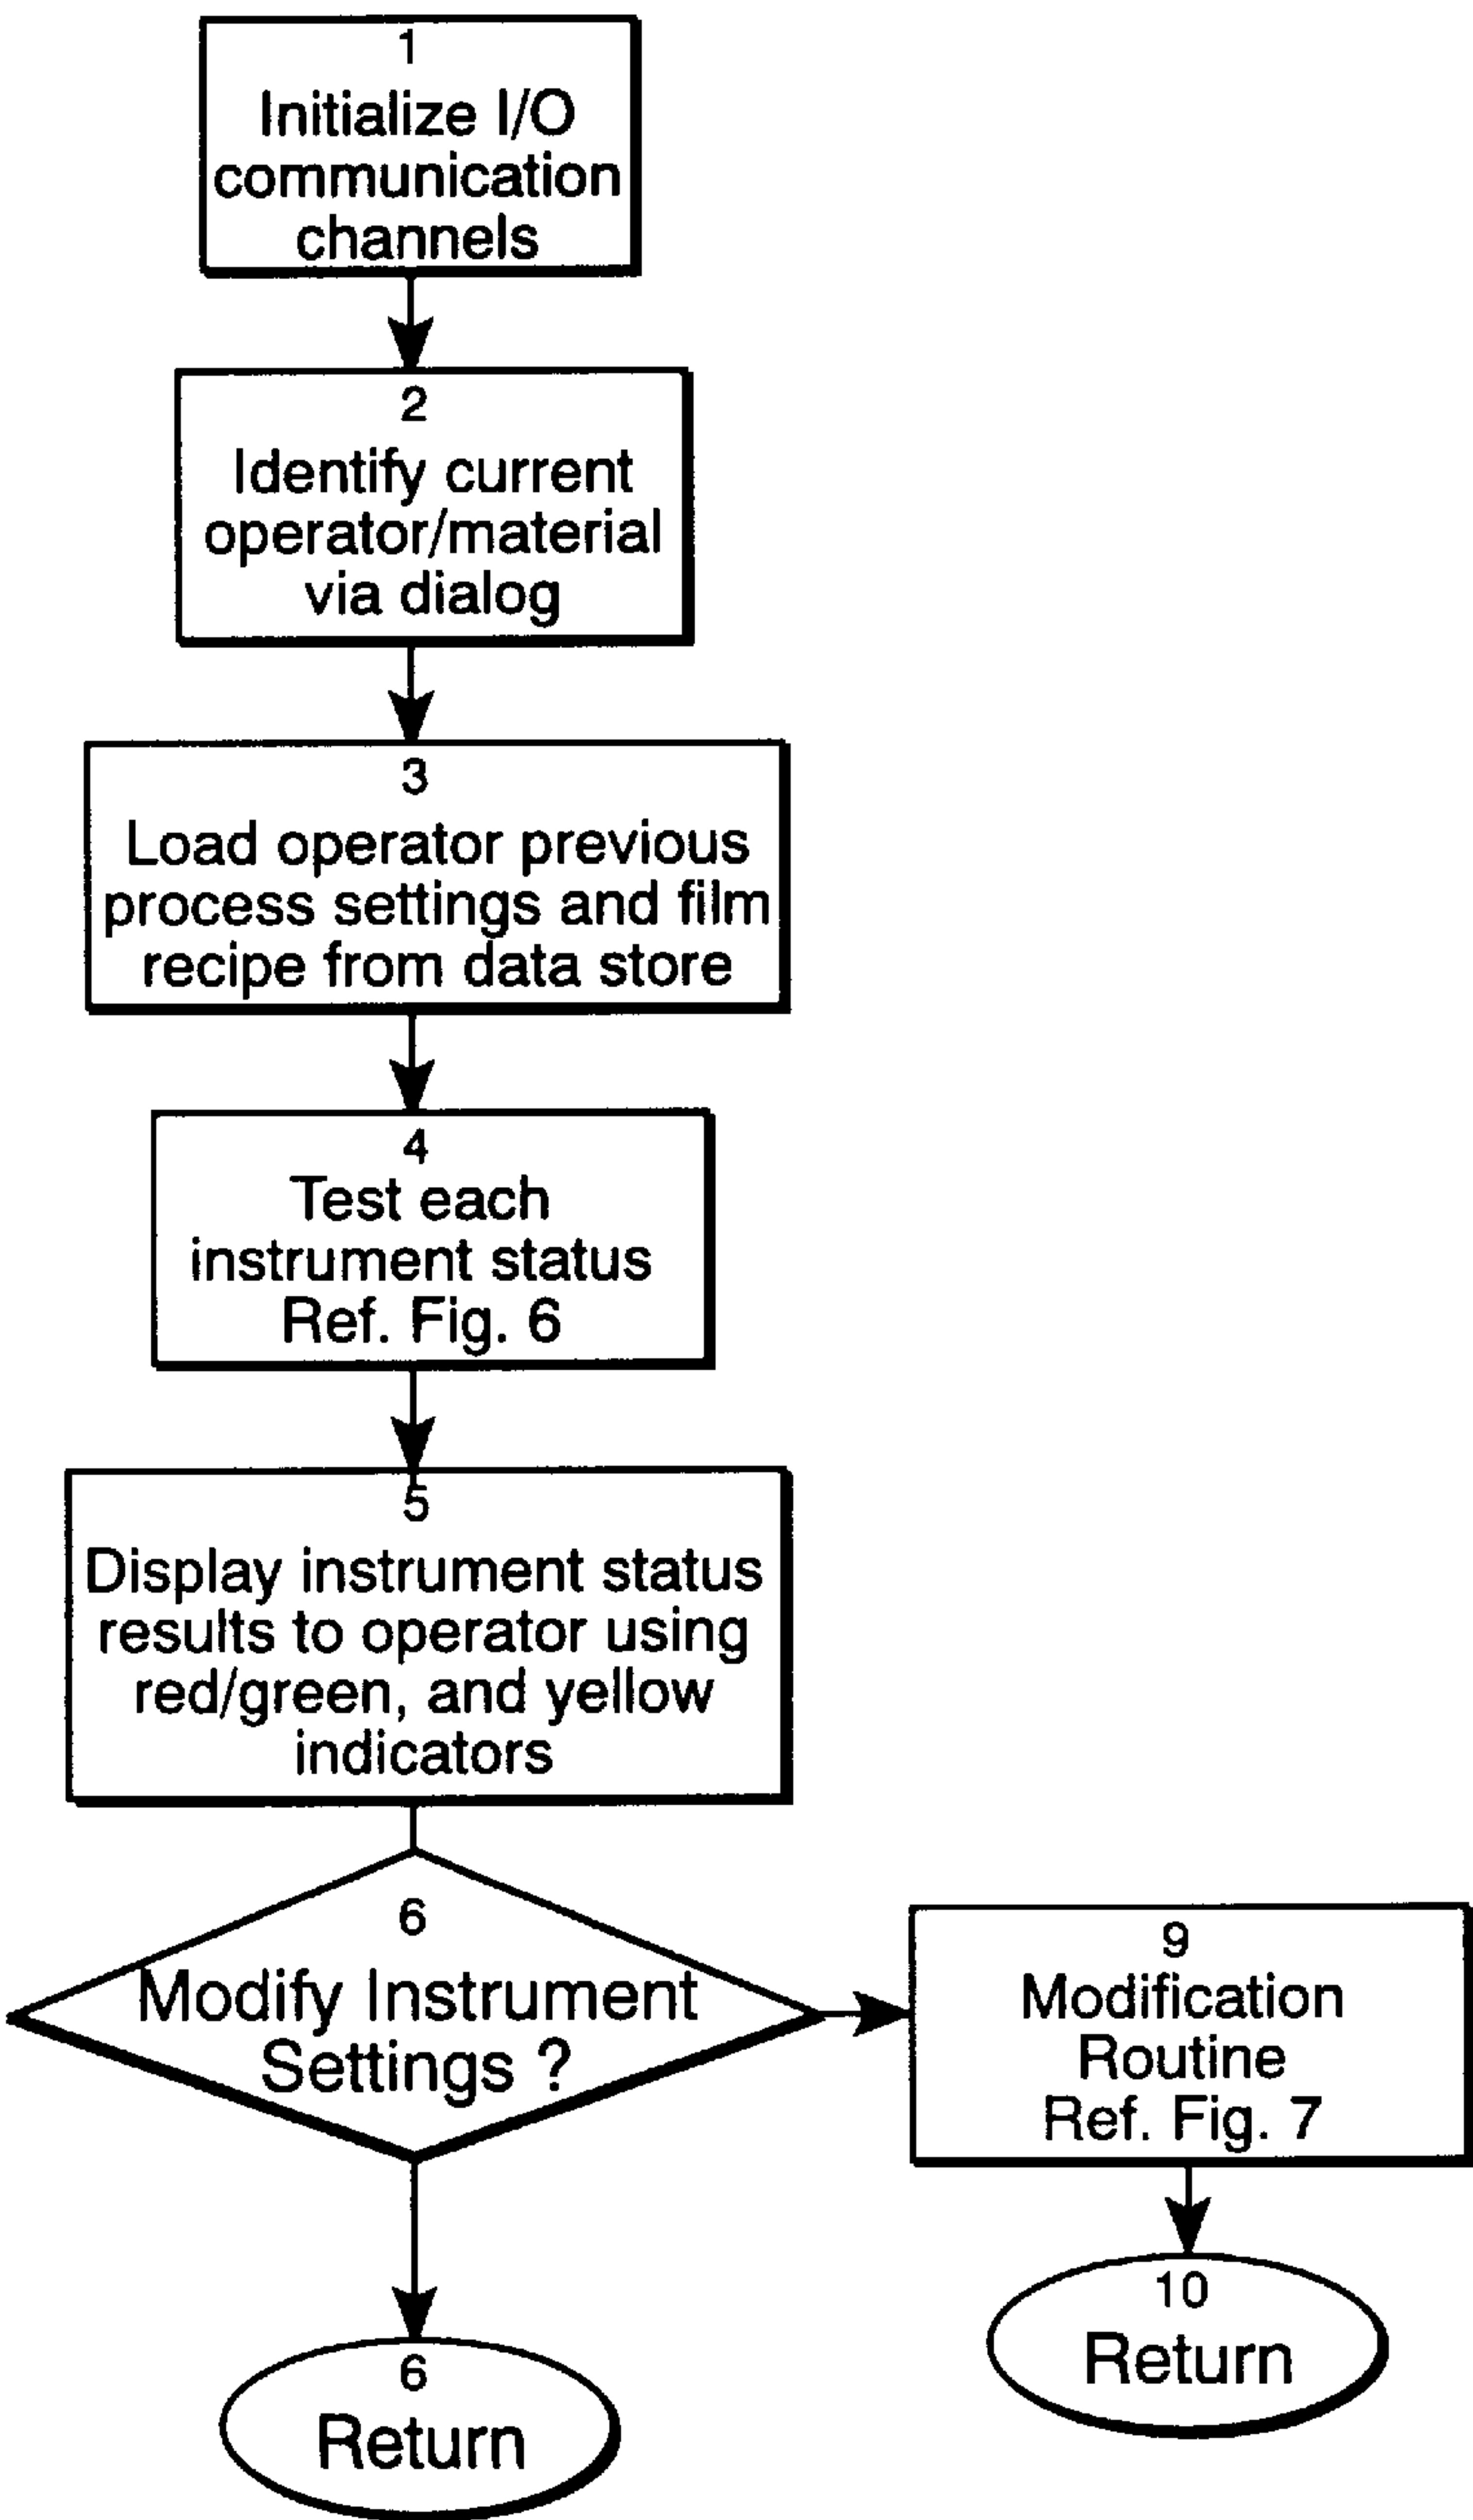 1
Initialize I/O
communication
channels
2
Identify current
operator/material
via dialog
3
Load operator previous
process settings and film
recipe from data store
4
Test each
instrument status
Ref. Fig. 6
5
Display instrument status
results to operator using
red/green, and yellow
indicators
6
Modify Instrument
Settings ?
9
Modification
Routine
Ref. Fig. 7
10
Return
6
Return